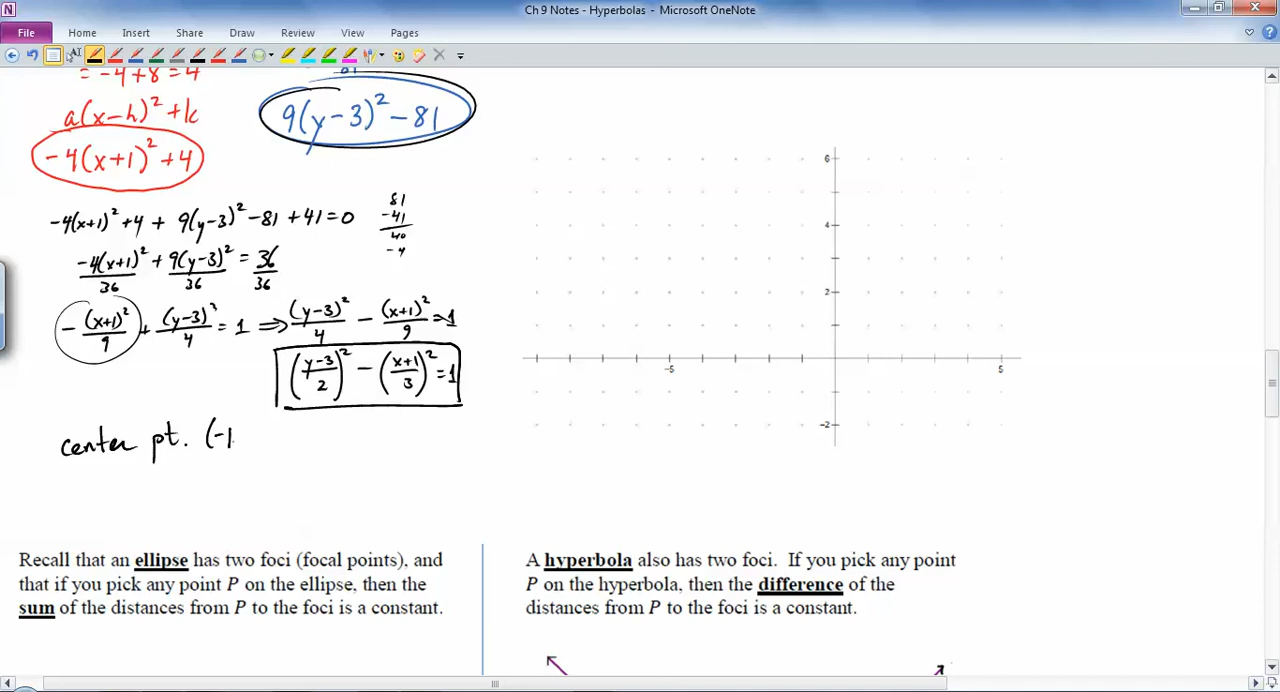 Ch 9 Notes - Hyperbolas - Microsoft OneNote
File Home Insert Share Draw Review View Pages
= -4+8 = 4
81
a(x-h)² + k
9(y-3)² - 81
-4(x+1)² + 4
-4(x+1)² + 4 + 9(y-3)² - 81 + 41 = 0
81
-41
40
-4
-4(x+1)²/36 + 9(y-3)²/36 = 36/36
-(x+1)²/9 + (y-3)²/4 = 1 ⇒ (y-3)²/4 - (x+1)²/9 = 1
((y-3)/2)² - ((x+1)/3)² = 1
center pt. (-1
6
4
2
-5 5
-2
Recall that an ellipse has two foci (focal points), and
that if you pick any point P on the ellipse, then the
sum of the distances from P to the foci is a constant.
A hyperbola also has two foci. If you pick any point
P on the hyperbola, then the difference of the
distances from P to the foci is a constant.